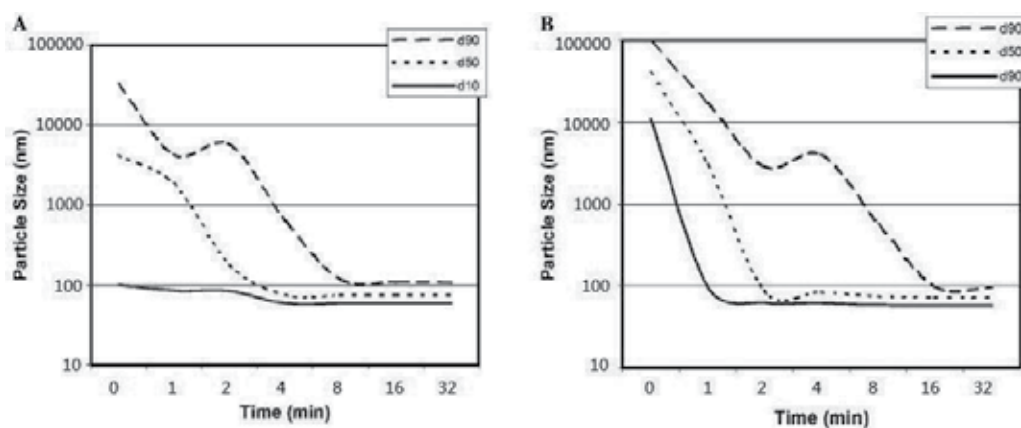 A
Particle Size (nm)
100000
10000
1000
100
10
d90
d50
d10
0 1 2 4 8 16 32
Time (min)
B
Particle Size (nm)
100000
10000
1000
100
10
d90
d50
d90
0 1 2 4 8 16 32
Time (min)